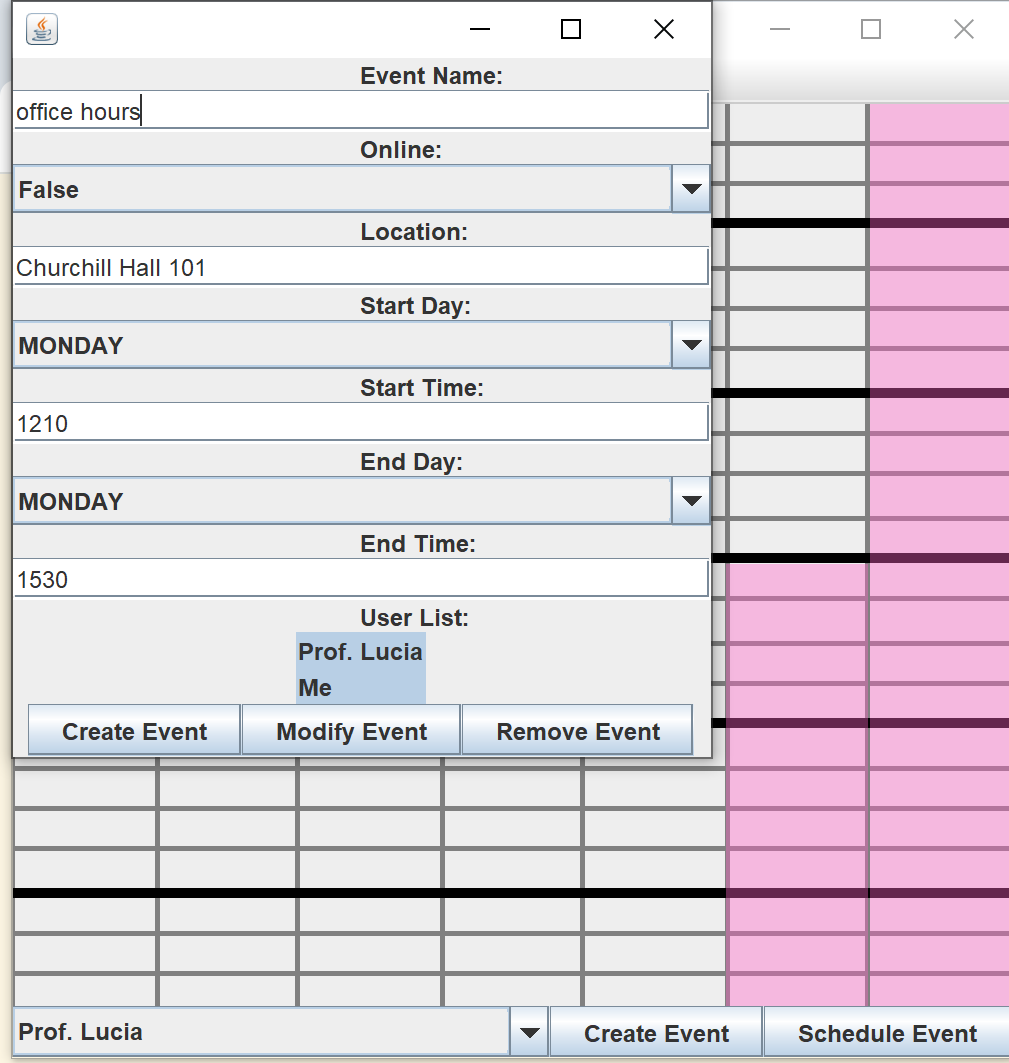 Event Name:
office hours
Online:
False
Location:
Churchill Hall 101
Start Day:
MONDAY
Start Time:
1210
End Day:
MONDAY
End Time:
1530
User List:
Prof. Lucia
Me
Create Event Modify Event Remove Event
Prof. Lucia Create Event Schedule Event